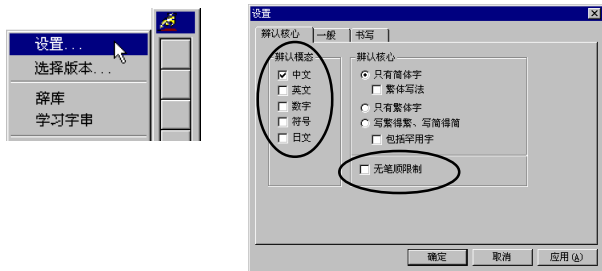 设置...
选择版本...
辞库
学习字串
设置
辨认核心 一般 书写
辨认模态
中文
英文
数字
符号
日文
辨认核心
只有简体字
繁体写法
只有繁体字
写繁得繁、写简得简
包括罕用字
无笔顺限制
确定 取消 应用(A)